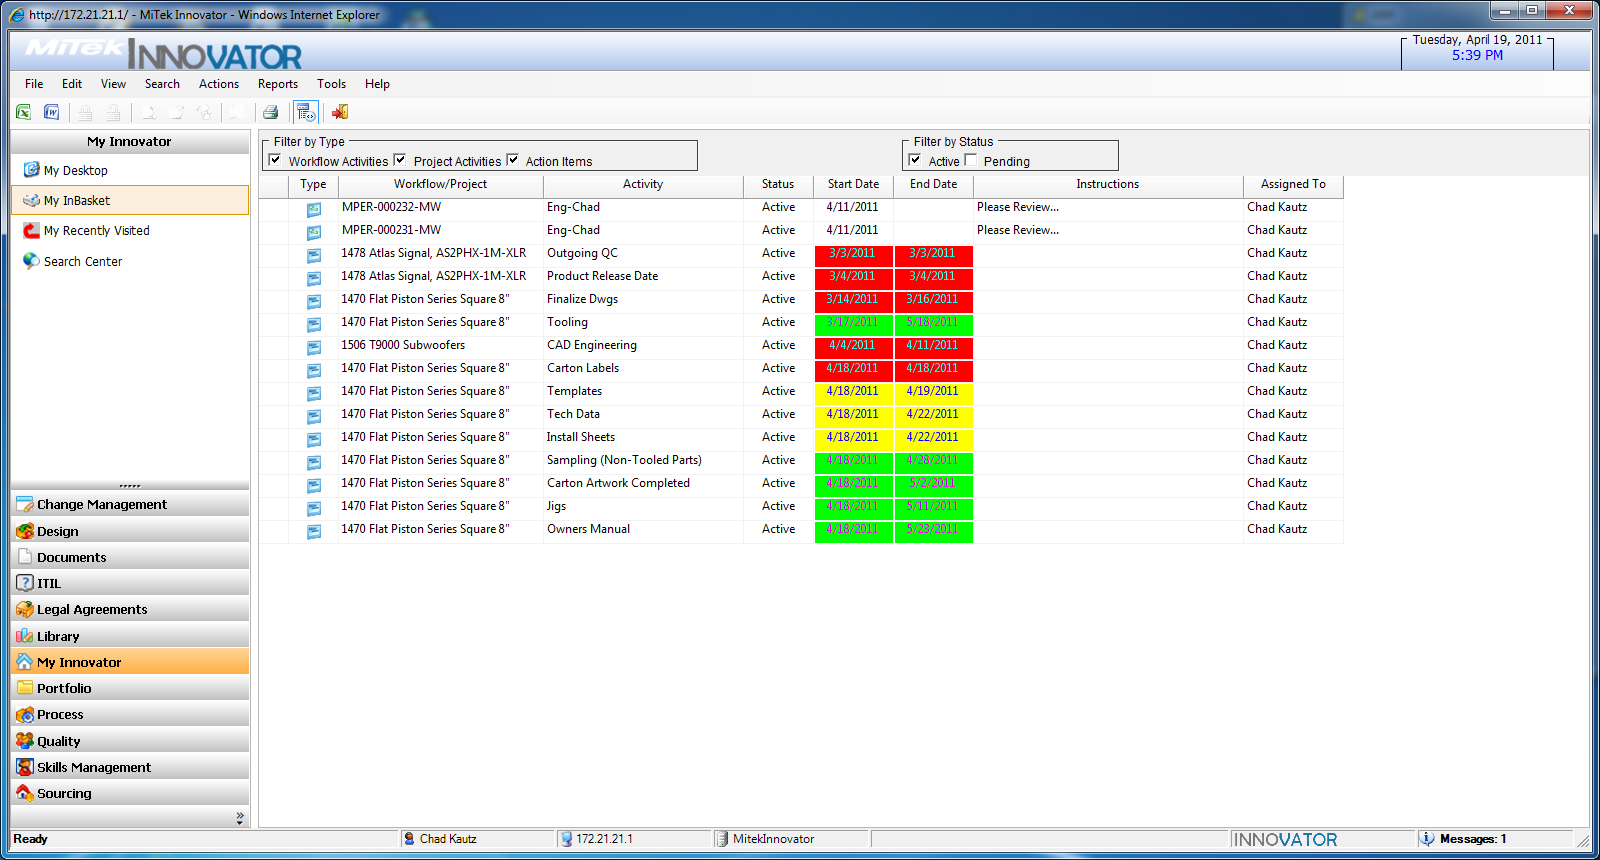 http://172.21.21.1/ - MiTek Innovator - Windows Internet Explorer
MiTek INNOVATOR
Tuesday, April 19, 2011
5:39 PM
File Edit View Search Actions Reports Tools Help
My Innovator
My Desktop
My InBasket
My Recently Visited
Search Center
Change Management
Design
Documents
ITIL
Legal Agreements
Library
My Innovator
Portfolio
Process
Quality
Skills Management
Sourcing
Filter by Type
Workflow Activities Project Activities Action Items
Filter by Status
Active Pending
Type Workflow/Project Activity Status Start Date End Date Instructions Assigned To
MPER-000232-MW Eng-Chad Active 4/11/2011 Please Review... Chad Kautz
MPER-000231-MW Eng-Chad Active 4/11/2011 Please Review... Chad Kautz
1478 Atlas Signal, AS2PHX-1M-XLR Outgoing QC Active 3/3/2011 3/3/2011 Chad Kautz
1478 Atlas Signal, AS2PHX-1M-XLR Product Release Date Active 3/4/2011 3/4/2011 Chad Kautz
1470 Flat Piston Series Square 8" Finalize Dwgs Active 3/14/2011 3/16/2011 Chad Kautz
1470 Flat Piston Series Square 8" Tooling Active 3/17/2011 5/18/2011 Chad Kautz
1506 T9000 Subwoofers CAD Engineering Active 4/4/2011 4/11/2011 Chad Kautz
1470 Flat Piston Series Square 8" Carton Labels Active 4/18/2011 4/18/2011 Chad Kautz
1470 Flat Piston Series Square 8" Templates Active 4/18/2011 4/19/2011 Chad Kautz
1470 Flat Piston Series Square 8" Tech Data Active 4/18/2011 4/22/2011 Chad Kautz
1470 Flat Piston Series Square 8" Install Sheets Active 4/18/2011 4/22/2011 Chad Kautz
1470 Flat Piston Series Square 8" Sampling (Non-Tooled Parts) Active 4/18/2011 4/28/2011 Chad Kautz
1470 Flat Piston Series Square 8" Carton Artwork Completed Active 4/18/2011 5/2/2011 Chad Kautz
1470 Flat Piston Series Square 8" Jigs Active 4/18/2011 5/11/2011 Chad Kautz
1470 Flat Piston Series Square 8" Owners Manual Active 4/18/2011 5/23/2011 Chad Kautz
Ready Chad Kautz 172.21.21.1 MitekInnovator INNOVATOR Messages: 1